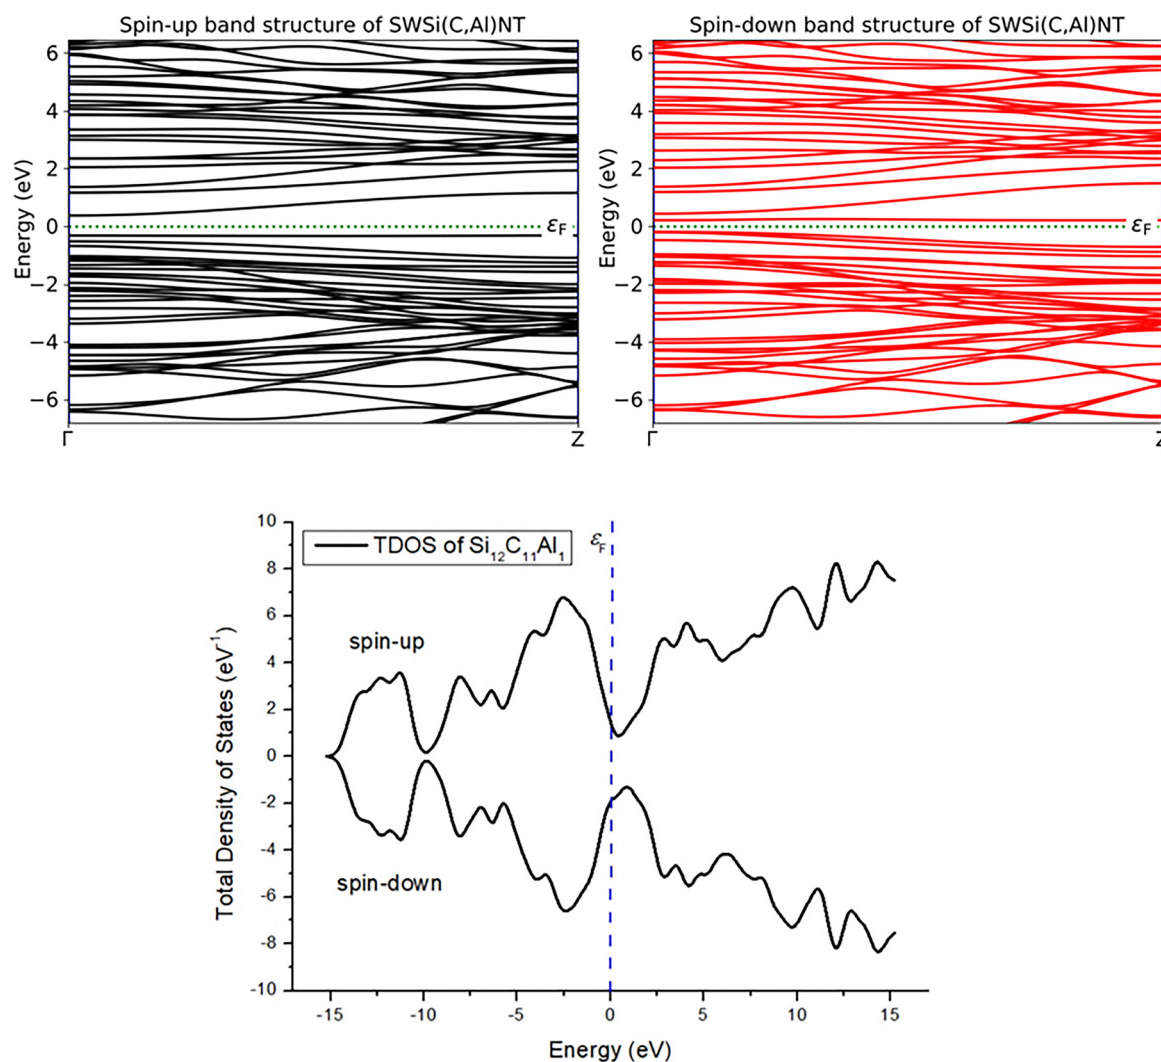 Spin-up band structure of SWSi(C,Al)NT
Energy (eV)
6
4
2
0
−2
−4
−6
εF
Γ
Z
Spin-down band structure of SWSi(C,Al)NT
Energy (eV)
6
4
2
0
−2
−4
−6
εF
Γ
Z
TDOS of Si12C11Al1
εF
spin-up
spin-down
Total Density of States (eV-1)
10
8
6
4
2
0
-2
-4
-6
-8
-10
-15
-10
-5
0
5
10
15
Energy (eV)